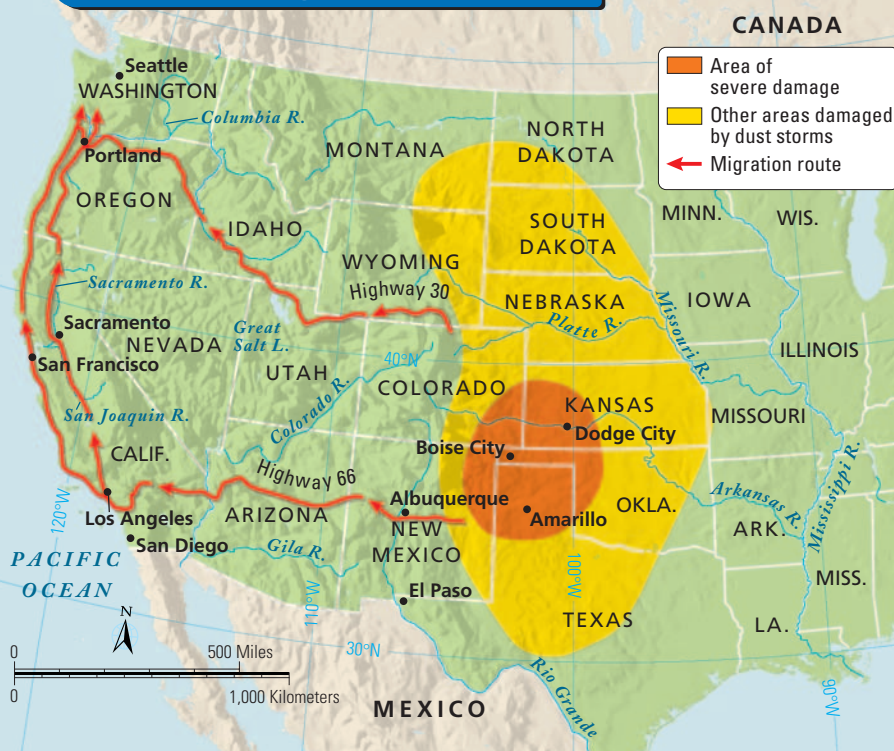 CANADA
Area of
severe damage
Other areas damaged
by dust storms
Migration route
Seattle
WASHINGTON
Columbia R.
Portland
OREGON
MONTANA
NORTH
DAKOTA
IDAHO
SOUTH
DAKOTA
MINN.
WIS.
WYOMING
Highway 30
Sacramento R.
NEBRASKA
Platte R.
Missouri R.
IOWA
Sacramento
NEVADA
Great
Salt L.
San Francisco
UTAH
40°N
ILLINOIS
COLORADO
Colorado R.
KANSAS
San Joaquin R.
MISSOURI
Dodge City
Boise City
CALIF.
Highway 66
Albuquerque
OKLA.
Arkansas R.
Mississippi R.
120°W
Los Angeles
ARIZONA
Amarillo
ARK.
San Diego
NEW
MEXICO
Gila R.
PACIFIC
OCEAN
100°W
MISS.
110°W
El Paso
TEXAS
LA.
N
30°N
0 500 Miles
0 1,000 Kilometers
Rio Grande
90°W
MEXICO